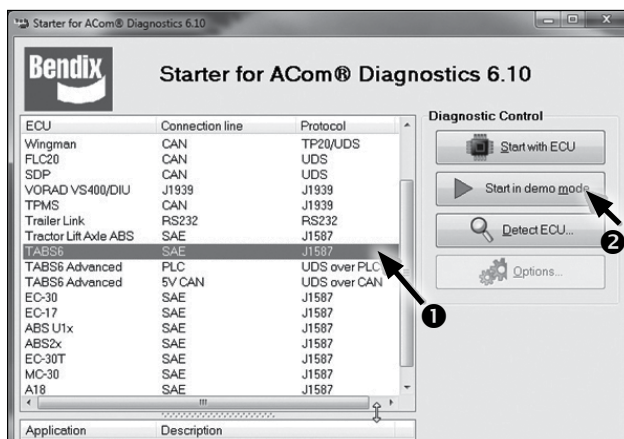 Starter for ACom® Diagnostics 6.10
Bendix
Starter for ACom® Diagnostics 6.10
ECU Connection line Protocol
Wingman CAN TP20/UDS
FLC20 CAN UDS
SDP CAN UDS
VORAD VS400/DIU J1939 J1939
TPMS CAN J1939
Trailer Link RS232 RS232
Tractor Lift Axle ABS SAE J1587
TABS6 SAE J1587
TABS6 Advanced PLC UDS over PLC
TABS6 Advanced 5V CAN UDS over CAN
EC-30 SAE J1587
EC-17 SAE J1587
ABS U1x SAE J1587
ABS2x SAE J1587
EC-30T SAE J1587
MC-30 SAE J1587
A18 SAE J1587
Application Description
Diagnostic Control
Start with ECU
Start in demo mode
Detect ECU...
Options...
❶
❷